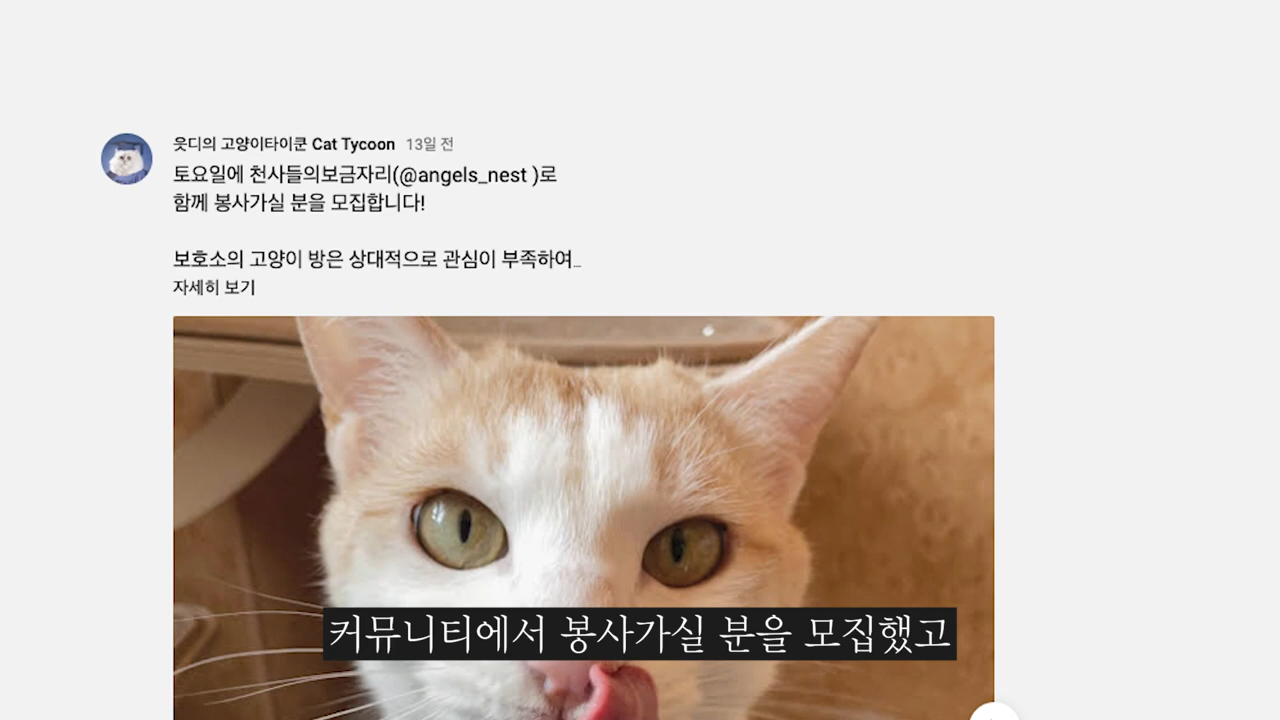 읏디의 고양이타이쿤 Cat Tycoon 13일 전
토요일에 천사들의보금자리(@angels_nest )로
함께 봉사가실 분을 모집합니다!
보호소의 고양이 방은 상대적으로 관심이 부족하여...
자세히 보기
커뮤니티에서 봉사가실 분을 모집했고